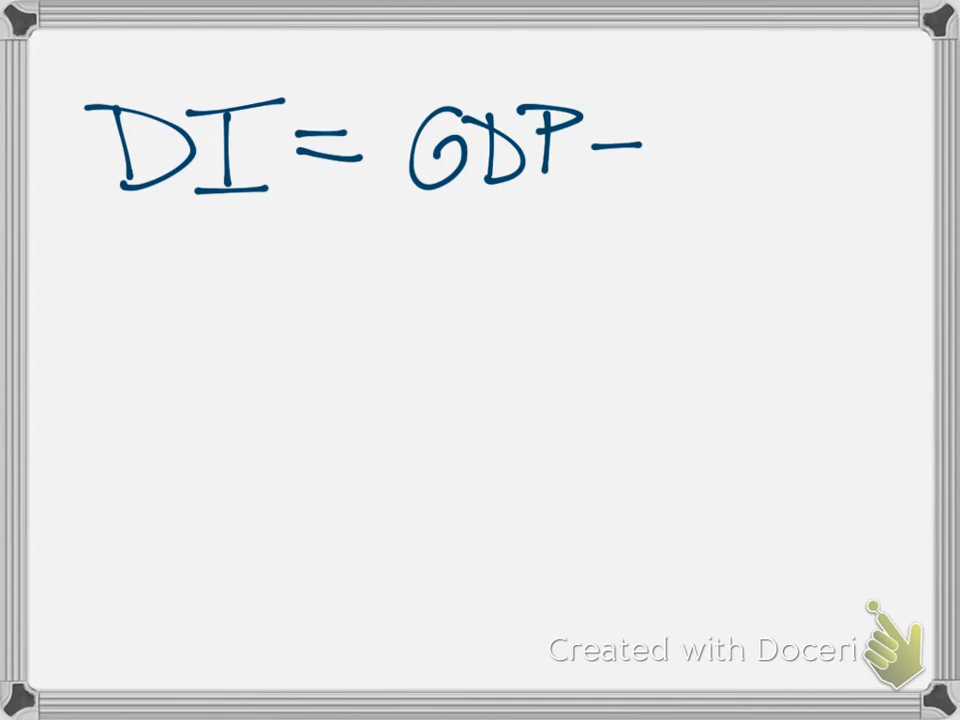 DI = GDP -
Created with Doceri